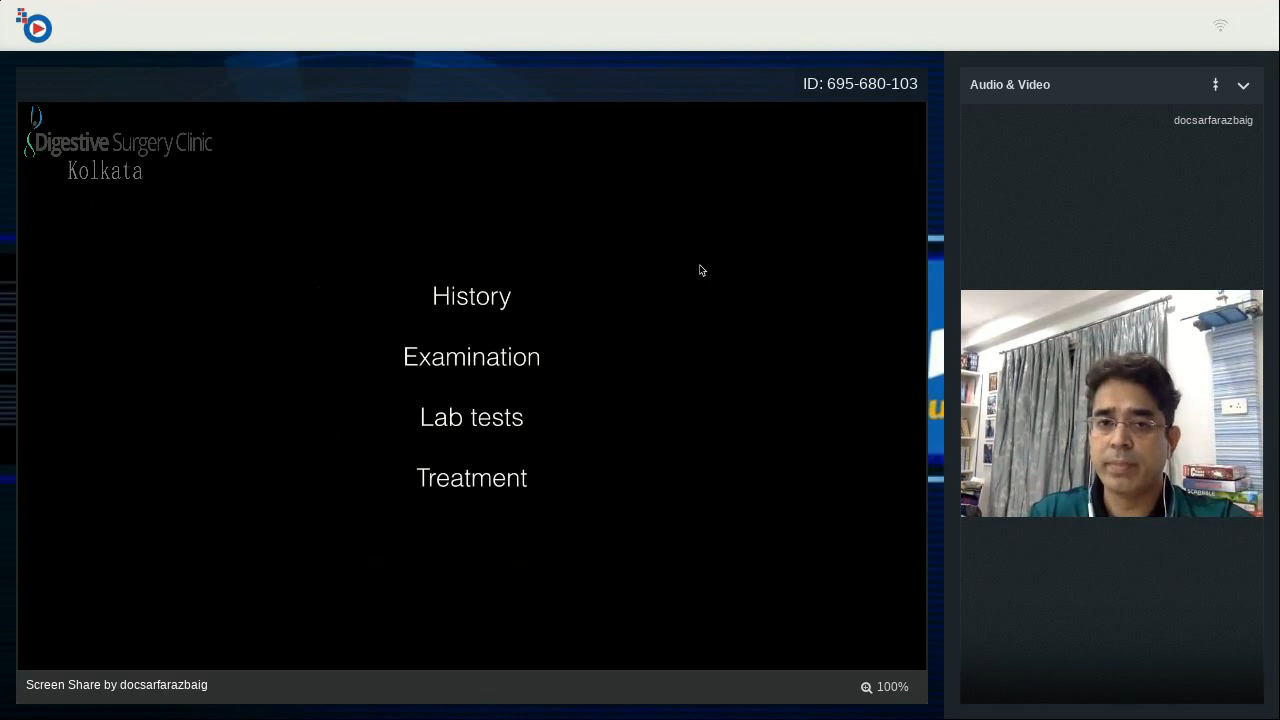 ID: 695-680-103
Audio & Video
docsarfarazbaig
Digestive Surgery Clinic
Kolkata
History
Examination
Lab tests
Treatment
SCRABBLE
Screen Share by docsarfarazbaig
100%